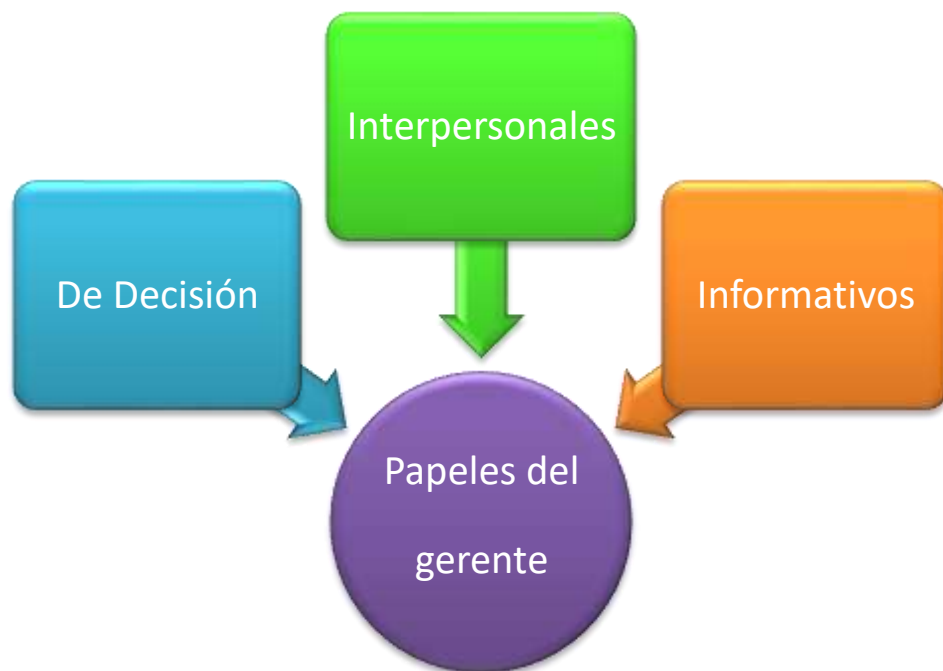 Interpersonales
De Decisión
Informativos
Papeles del
gerente